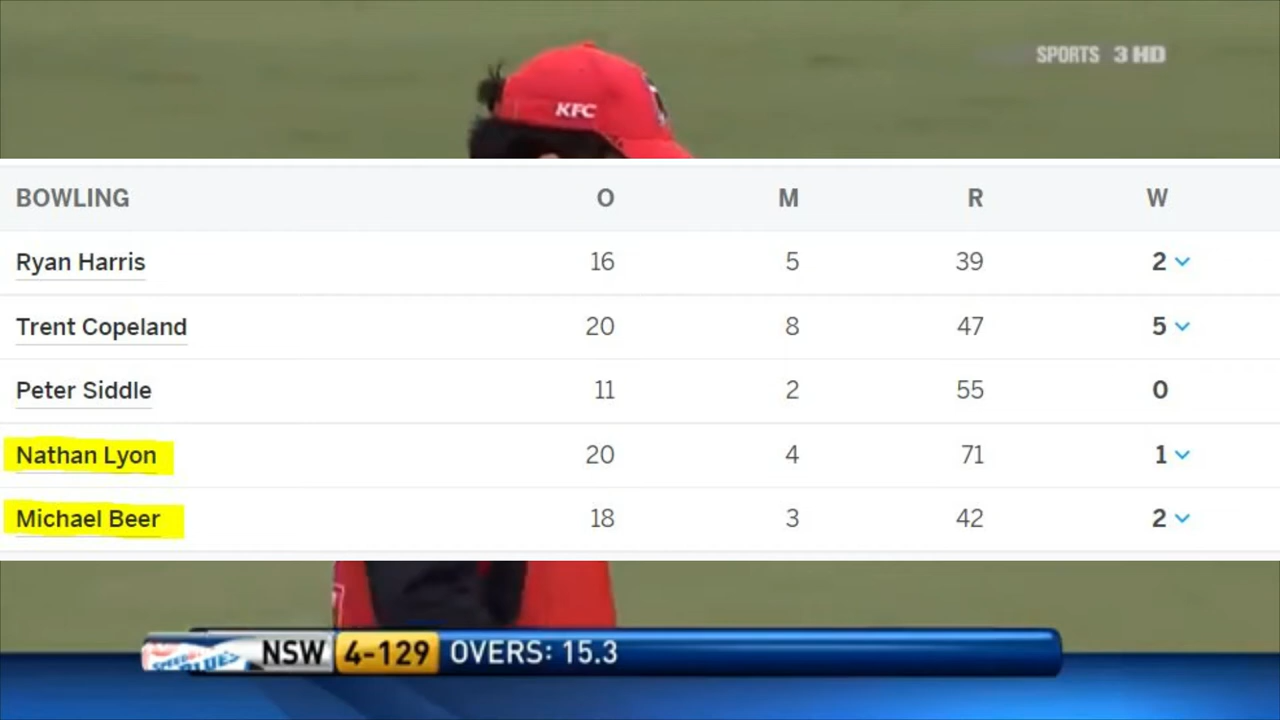 SPORTS 3 HD
KFC
BOWLING O M R W
Ryan Harris 16 5 39 2
Trent Copeland 20 8 47 5
Peter Siddle 11 2 55 0
Nathan Lyon 20 4 71 1
Michael Beer 18 3 42 2
SPEED BLUES NSW 4-129 OVERS: 15.3